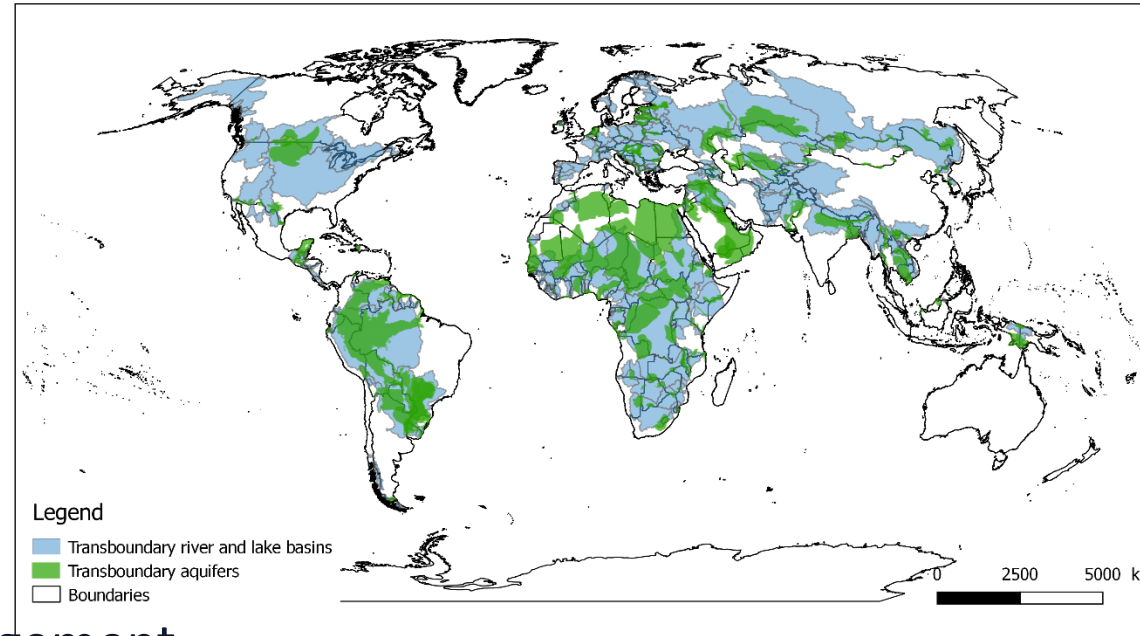 Legend
Transboundary river and lake basins
Transboundary aquifers
Boundaries
0 2500 5000 k